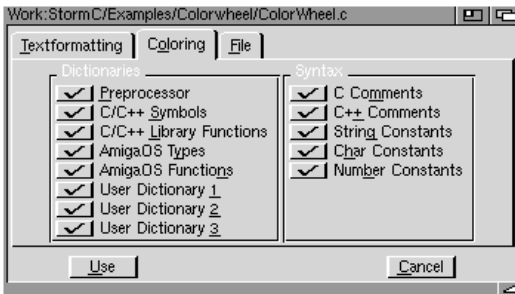 Work:StormC/Examples/Colorwheel/ColorWheel.c
Textformatting Coloring File
Dictionaries
Preprocessor
C/C++ Symbols
C/C++ Library Functions
AmigaOS Types
AmigaOS Functions
User Dictionary 1
User Dictionary 2
User Dictionary 3
Syntax
C Comments
C++ Comments
String Constants
Char Constants
Number Constants
Use Cancel